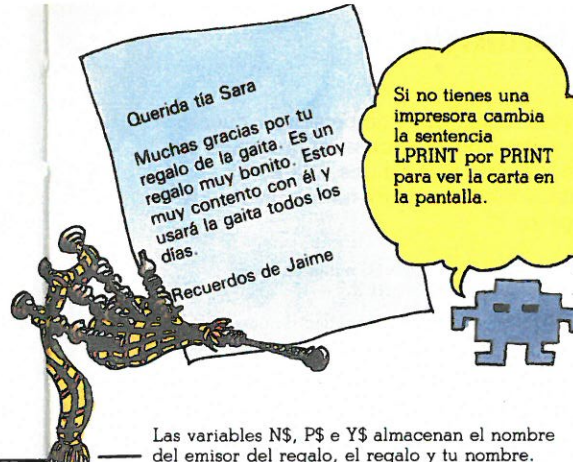 Querida tía Sara
Muchas gracias por tu
regalo de la gaita. Es un
regalo muy bonito. Estoy
muy contento con él y
usará la gaita todos los
días.
Recuerdos de Jaime
Si no tienes una
impresora cambia
la sentencia
LPRINT por PRINT
para ver la carta en
la pantalla.
Las variables N$, P$ e Y$ almacenan el nombre
del emisor del regalo, el regalo y tu nombre.